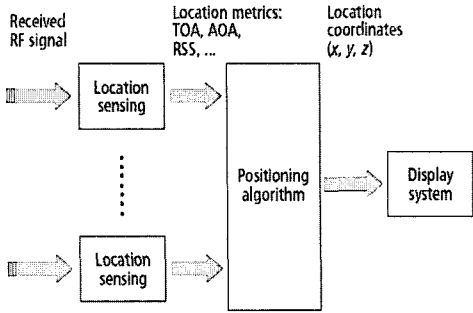 Received
RF signal
Location metrics:
TOA, AOA,
RSS, ...
Location
coordinates
(x, y, z)
Location
sensing
Positioning
algorithm
Display
system
Location
sensing